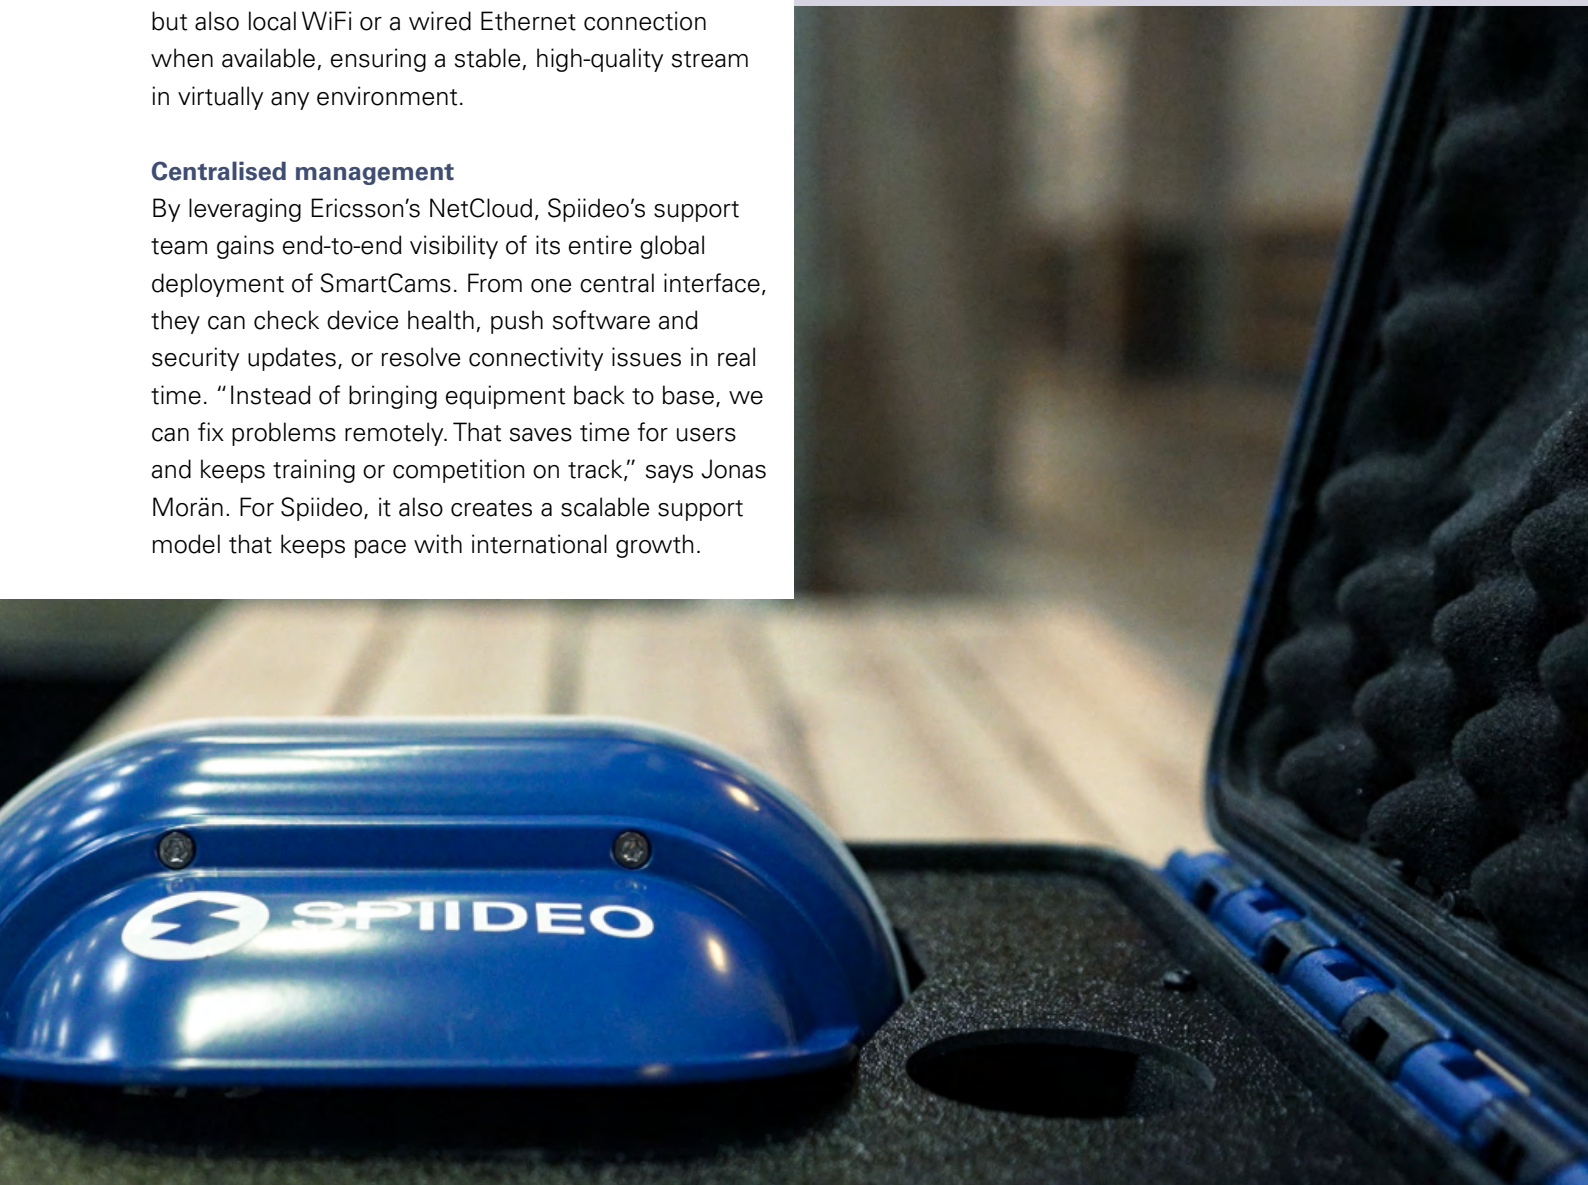 but also local WiFi or a wired Ethernet connection
when available, ensuring a stable, high-quality stream
in virtually any environment.
Centralised management
By leveraging Ericsson’s NetCloud, Spiideo’s support
team gains end-to-end visibility of its entire global
deployment of SmartCams. From one central interface,
they can check device health, push software and
security updates, or resolve connectivity issues in real
time. “Instead of bringing equipment back to base, we
can fix problems remotely. That saves time for users
and keeps training or competition on track,” says Jonas
Morän. For Spiideo, it also creates a scalable support
model that keeps pace with international growth.
SPIIDEO